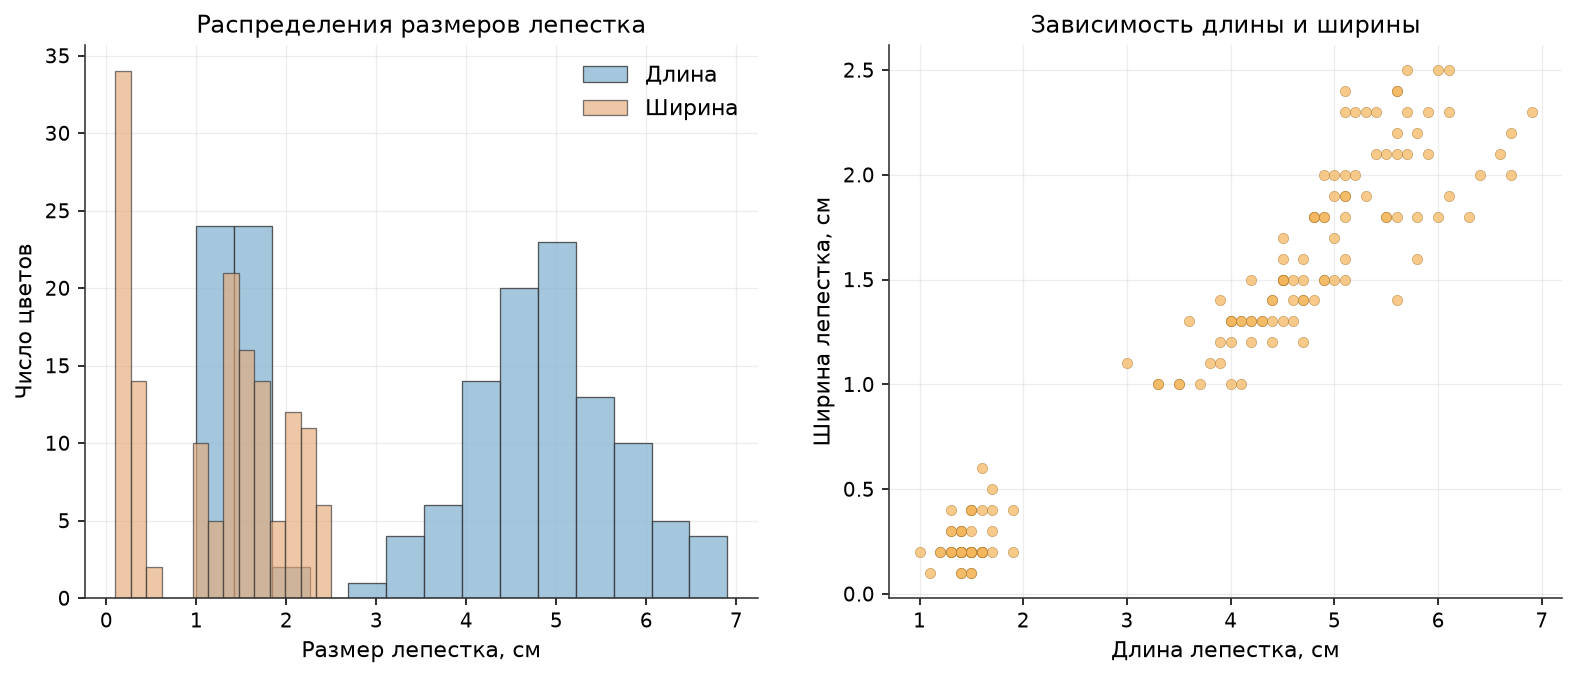 Распределения размеров лепестка
Число цветов
35
30
25
20
15
10
5
0
Длина
Ширина
0 1 2 3 4 5 6 7
Размер лепестка, см
Зависимость длины и ширины
Ширина лепестка, см
2.5
2.0
1.5
1.0
0.5
0.0
1 2 3 4 5 6 7
Длина лепестка, см